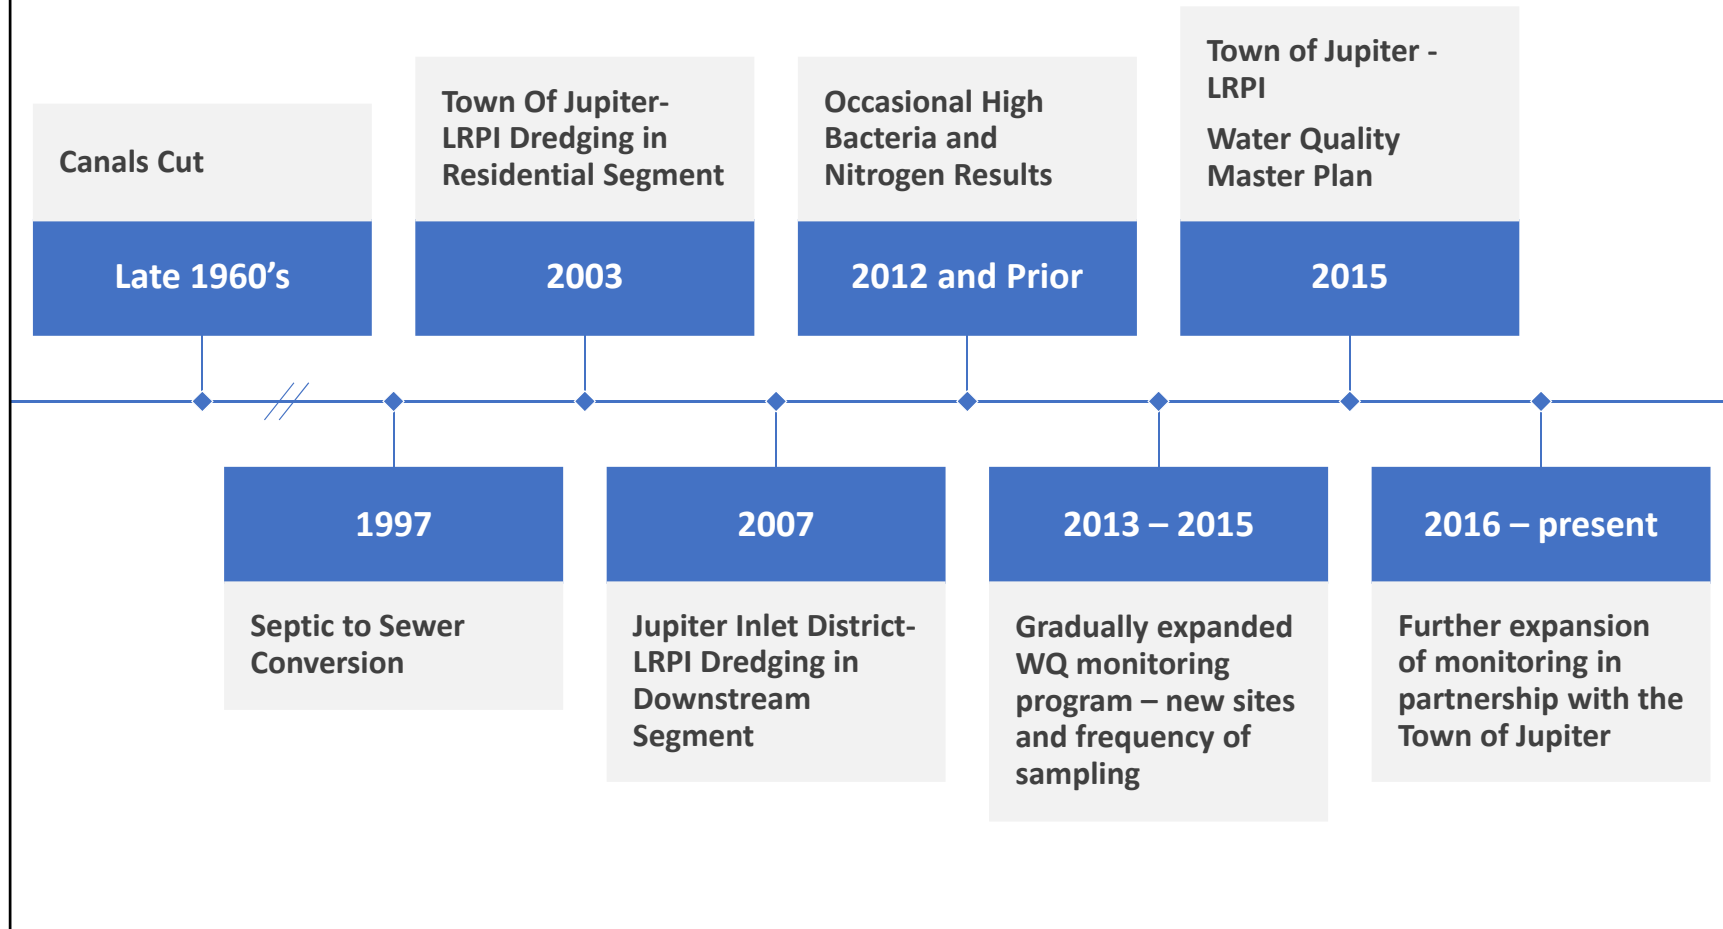 Canals Cut
Late 1960’s
Town Of Jupiter-
LRPI Dredging in
Residential Segment
2003
Occasional High
Bacteria and
Nitrogen Results
2012 and Prior
Town of Jupiter -
LRPI
Water Quality
Master Plan
2015
1997
Septic to Sewer
Conversion
2007
Jupiter Inlet District-
LRPI Dredging in
Downstream
Segment
2013 – 2015
Gradually expanded
WQ monitoring
program – new sites
and frequency of
sampling
2016 – present
Further expansion
of monitoring in
partnership with the
Town of Jupiter